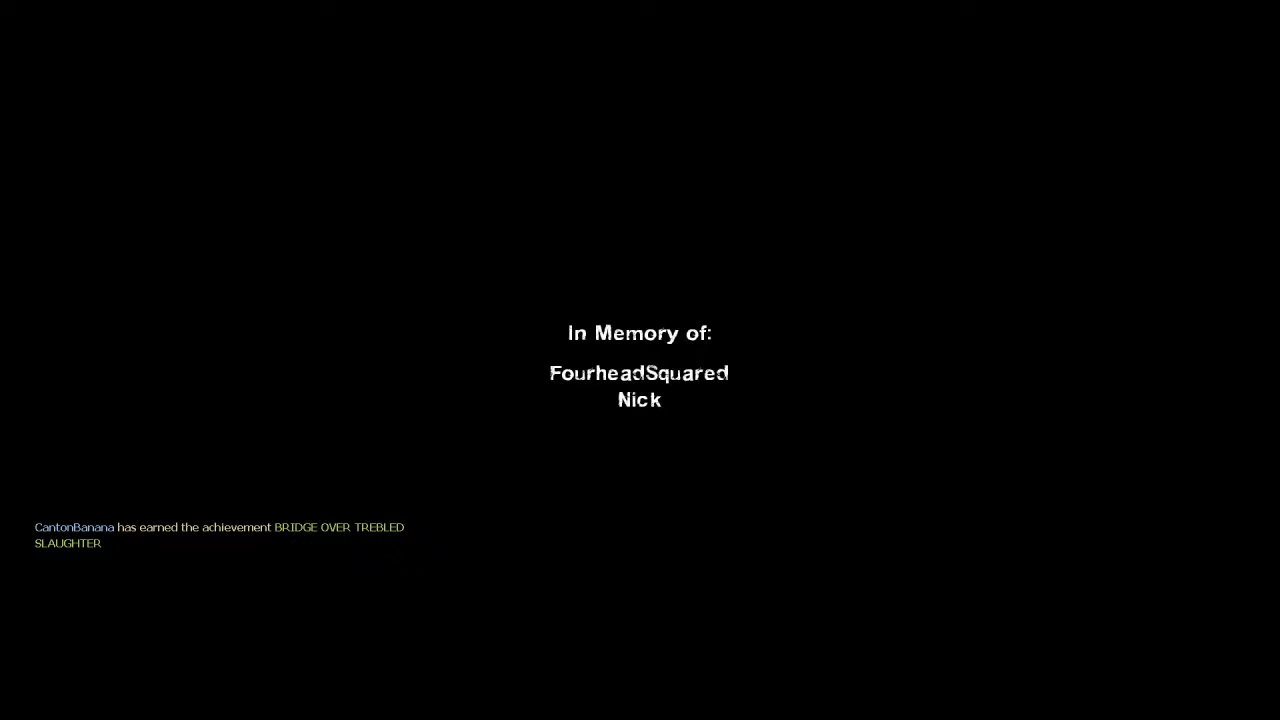 In Memory of:
FourheadSquared
Nick
CantonBanana has earned the achievement BRIDGE OVER TREBLED
SLAUGHTER